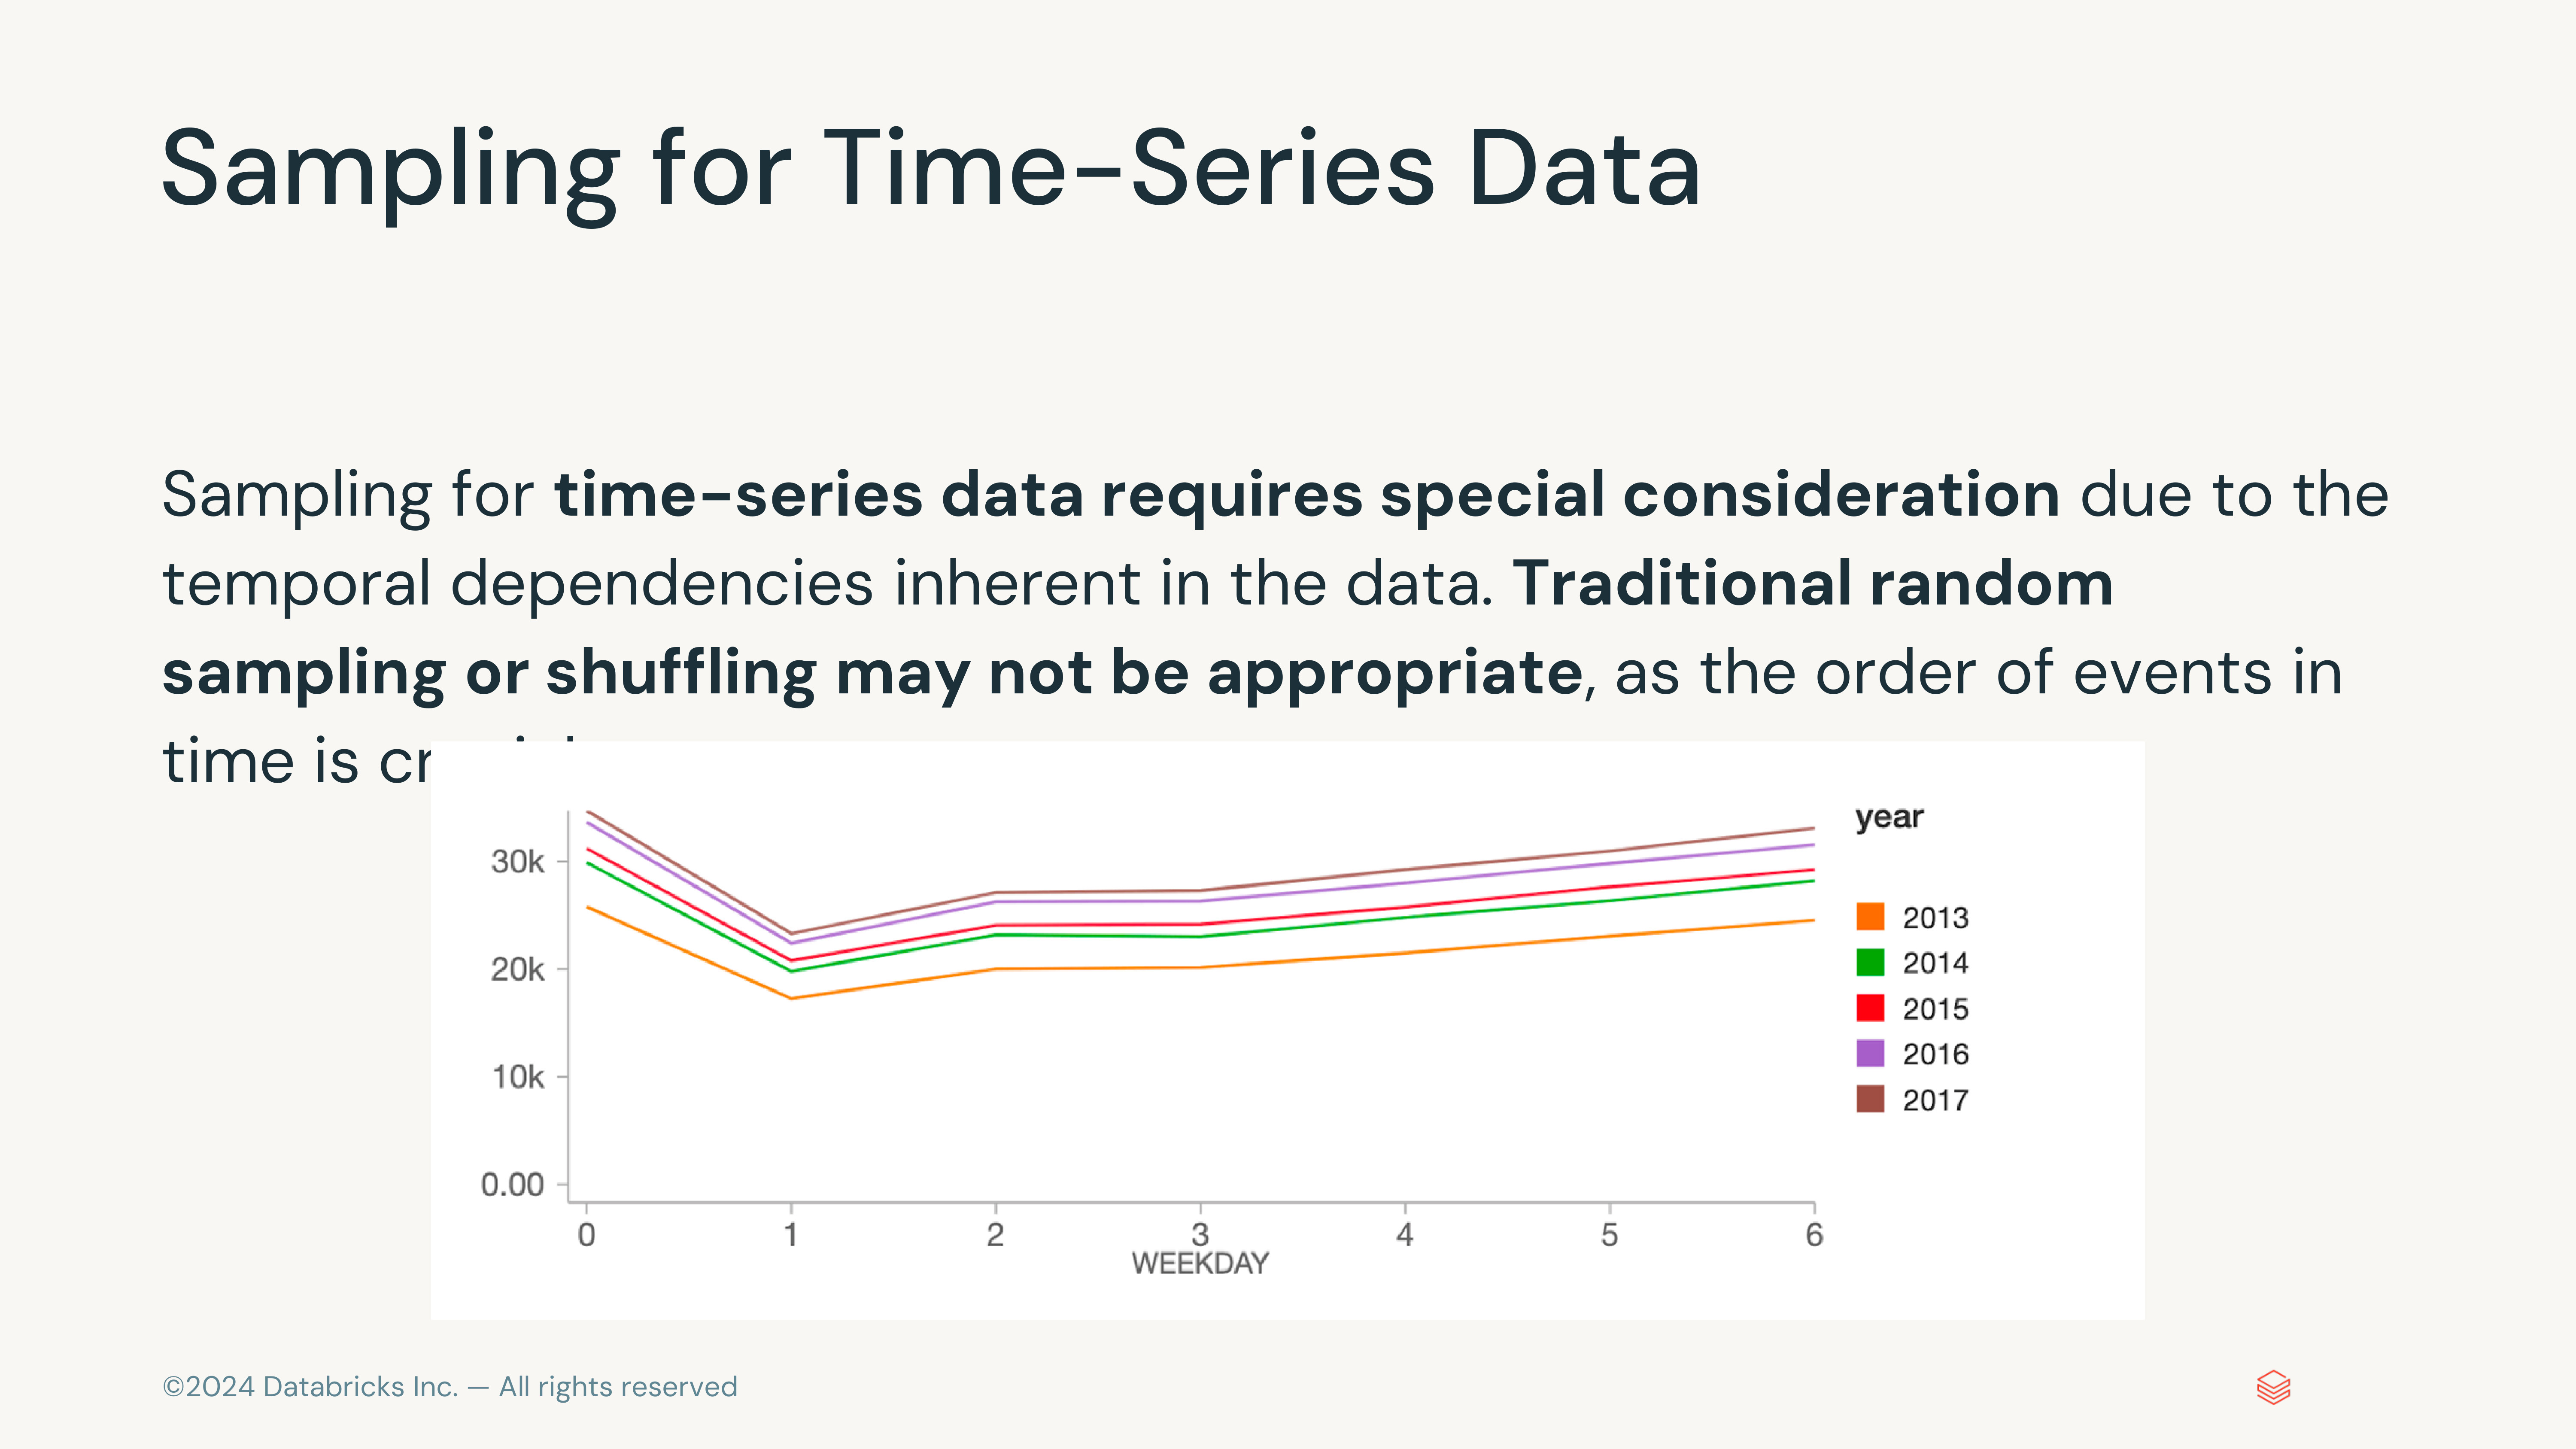 Sampling for Time-Series Data
Sampling for time-series data requires special consideration due to the
temporal dependencies inherent in the data. Traditional random
sampling or shuffling may not be appropriate, as the order of events in
time is
year
30k
20k
10k
0.00
2013
2014
2015
2016
2017
0 1 2 3 4 5 6
WEEKDAY
©2024 Databricks Inc. — All rights reserved